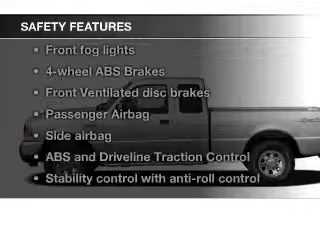 SAFETY FEATURES
• Front fog lights
• 4-wheel ABS Brakes
• Front Ventilated disc brakes
• Passenger Airbag
• Side airbag
• ABS and Driveline Traction Control
• Stability control with anti-roll control